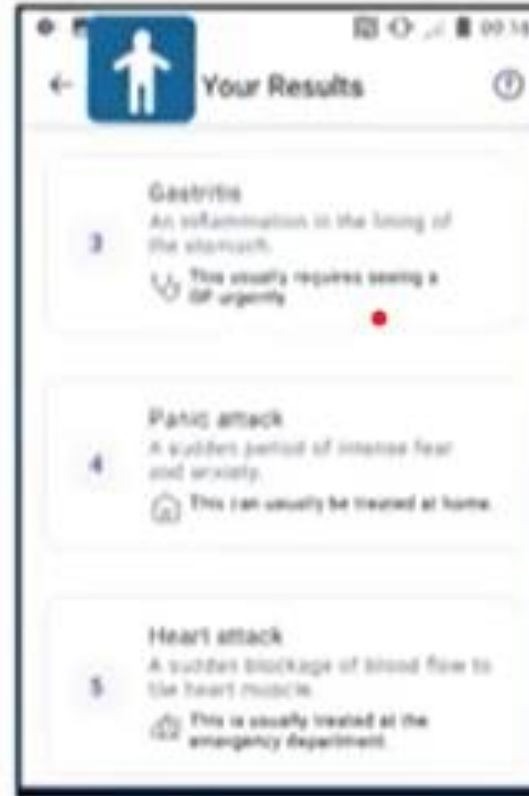 09:16
Your Results
3
Gastritis
An inflammation in the lining of
the stomach.
This usually requires seeing a
GP urgently
4
Panic attack
A sudden period of intense fear
and anxiety.
This can usually be treated at home.
5
Heart attack
A sudden blockage of blood flow to
the heart muscle.
This is usually treated at the
emergency department.